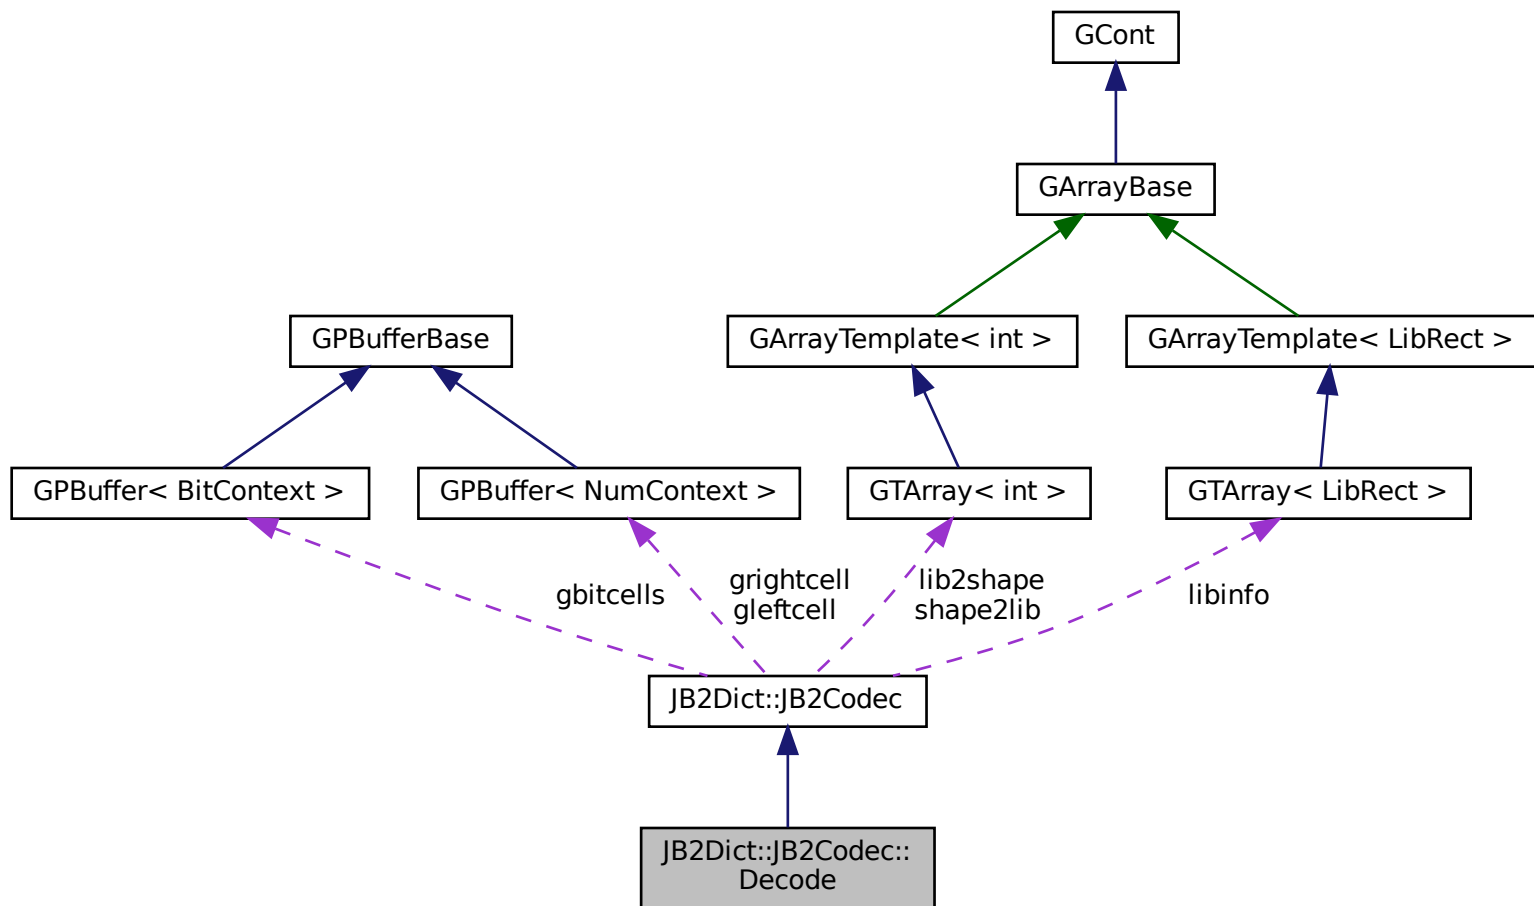 GCont
GArrayBase
GPBufferBase
GArrayTemplate< int >
GArrayTemplate< LibRect >
GPBuffer< BitContext >
GPBuffer< NumContext >
GTArray< int >
GTArray< LibRect >
gbitcells
grightcell
gleftcell
lib2shape
shape2lib
libinfo
JB2Dict::JB2Codec
JB2Dict::JB2Codec::
Decode